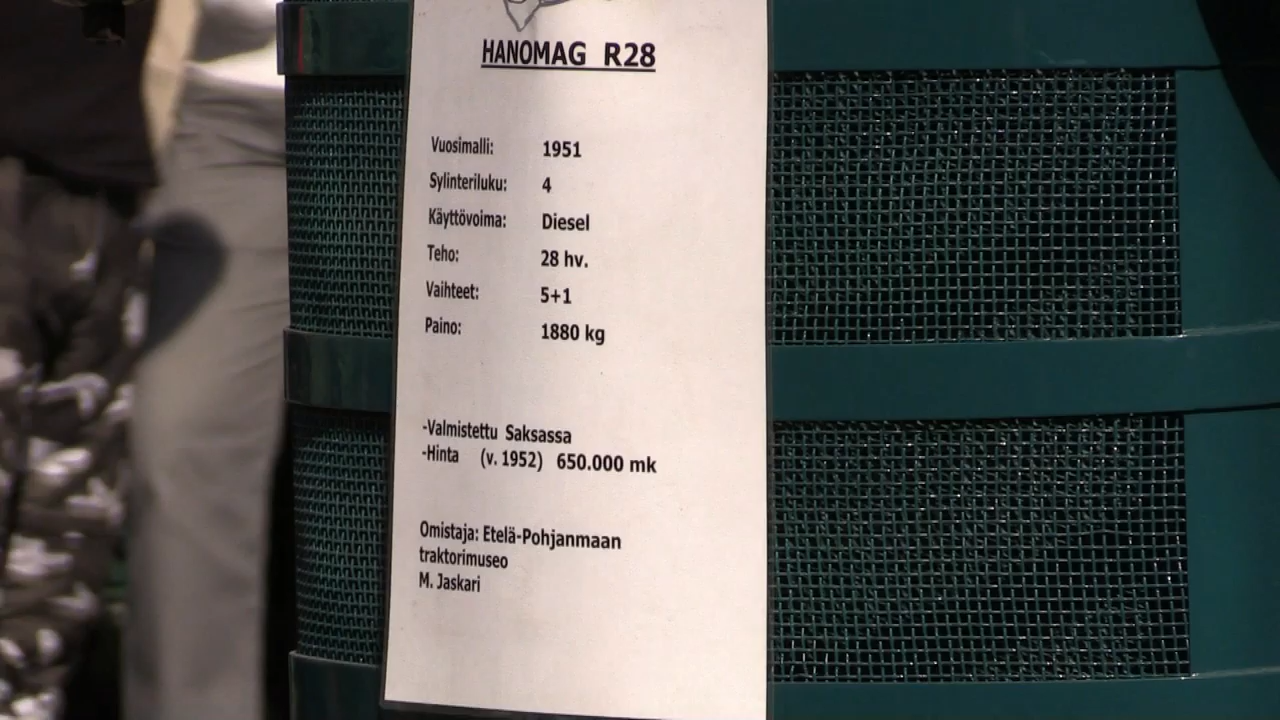 HANOMAG R28
Vuosimalli: 1951
Sylinteriluku: 4
Käyttövoima: Diesel
Teho: 28 hv.
Vaihteet: 5+1
Paino: 1880 kg
-Valmistettu Saksassa
-Hinta (v. 1952) 650.000 mk
Omistaja: Etelä-Pohjanmaan
traktorimuseo
M. Jaskari